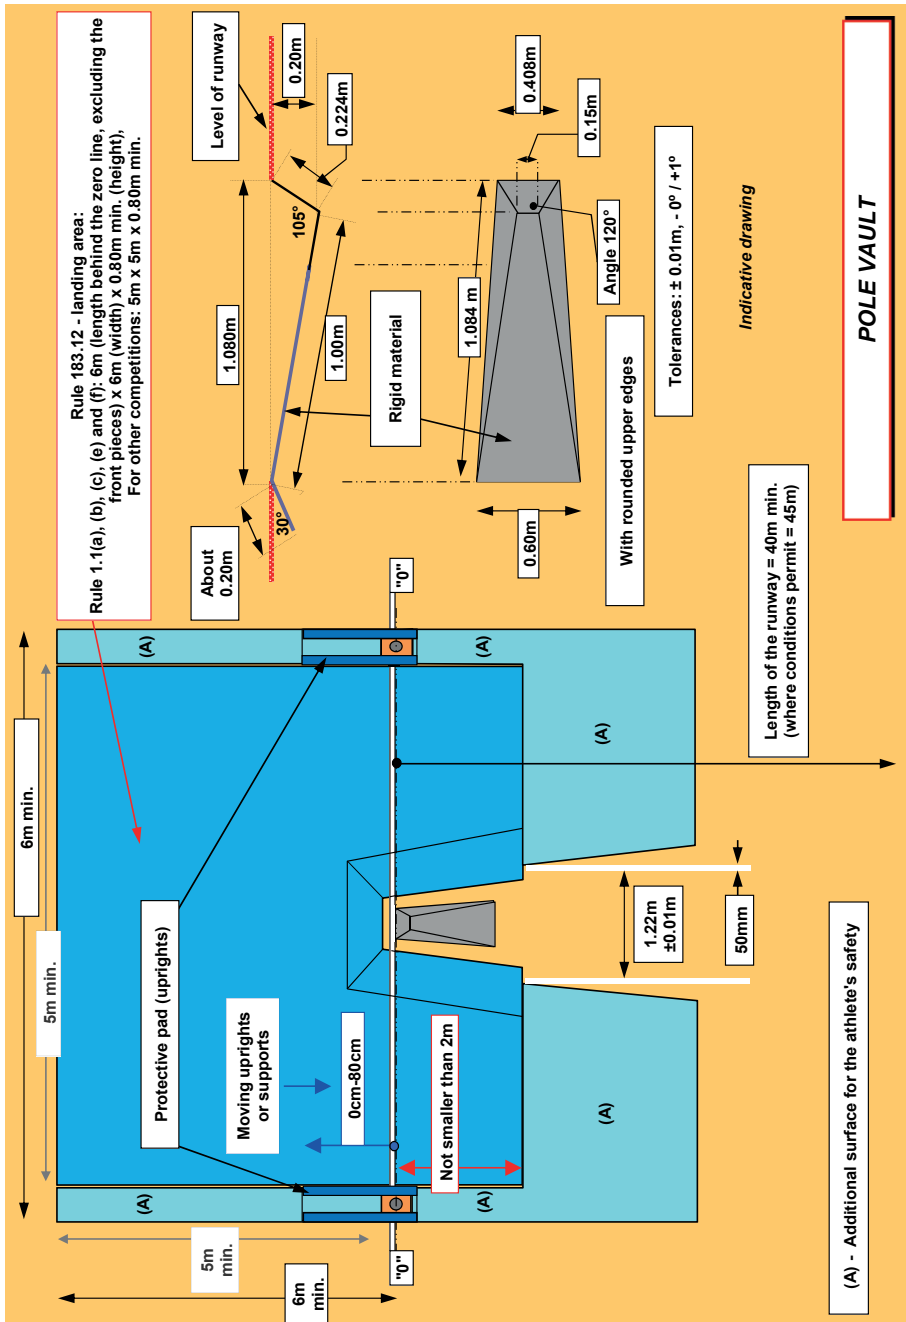 6m min.
5m min.
Rule 183.12 - landing area:
Rule 1.1(a), (b), (c), (e) and (f): 6m (length behind the zero line, excluding the
front pieces) x 6m (width) x 0.80m min. (height),
For other competitions: 5m x 5m x 0.80m min.
6m
min.
5m
min.
(A)
(A)
Protective pad (uprights)
Moving uprights
or supports
0cm-80cm
"0"
"0"
Not smaller than 2m
(A)
(A)
(A)
(A)
1.22m
±0.01m
50mm
Length of the runway = 40m min.
(where conditions permit = 45m)
(A) - Additional surface for the athlete's safety
About
0.20m
30°
1.080m
1.00m
105°
Level of runway
0.20m
0.224m
Rigid material
0.60m
1.084 m
0.408m
0.15m
Angle 120°
With rounded upper edges
Tolerances: ± 0.01m, - 0° / +1°
Indicative drawing
POLE VAULT